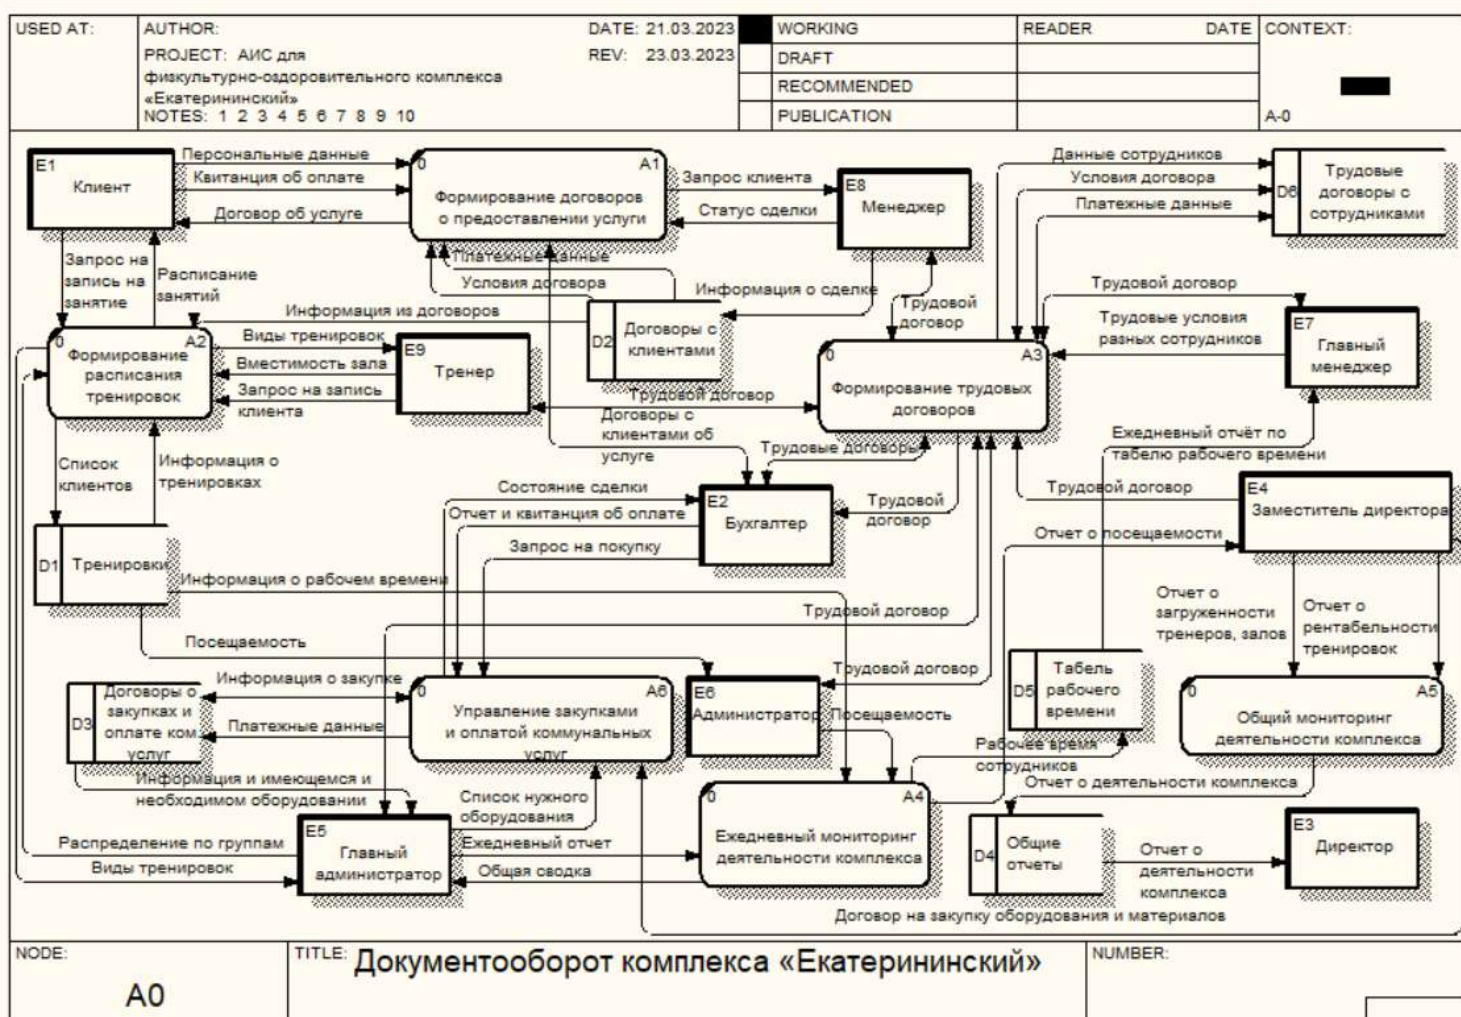 USED AT:
AUTHOR:
DATE: 21.03.2023
WORKING
READER
DATE
CONTEXT:
PROJECT: АИС для
REV: 23.03.2023
DRAFT
физкультурно-оздоровительного комплекса
«Екатерининский»
RECOMMENDED
NOTES: 1 2 3 4 5 6 7 8 9 10
PUBLICATION
A-0
E1
Клиент
Персональные данные
Квитанция об оплате
Договор об услуге
0
A1
Формирование договоров
о предоставлении услуги
Запрос клиента
Статус сделки
E8
Менеджер
Данные сотрудников
Условия договора
Платежные данные
D6
Трудовые
договоры с
сотрудниками
Запрос на
запись на
занятие
Расписание
занятий
Платежные данные
Условия договора
Информация о сделке
Трудовой
договор
Трудовой договор
Информация из договоров
D2
Договоры с
клиентами
Трудовые условия
разных сотрудников
E7
Главный
менеджер
0
A2
Формирование
расписания
тренировок
Виды тренировок
Вместимость зала
Запрос на запись
клиента
E9
Тренер
0
A3
Формирование трудовых
договоров
Трудовой договор
Договоры с
клиентами об
услуге
Трудовые договоры
Ежедневный отчёт по
табелю рабочего времени
Список
клиентов
Информация о
тренировках
Состояние сделки
Отчет и квитанция об оплате
Запрос на покупку
E2
Бухгалтер
Трудовой
договор
Трудовой договор
E4
Заместитель директора
Отчет о посещаемости
D1
Тренировки
Информация о рабочем времени
Трудовой договор
Отчет о
загруженности
тренеров, залов
Отчет о
рентабельности
тренировок
Посещаемость
Трудовой договор
Информация о закупке
D3
Договоры о
закупках и
оплате ком
услуг
Платежные данные
0
A6
Управление закупками
и оплатой коммунальных
услуг
E6
Администратор
Посещаемость
D5
Табель
рабочего
времени
0
A5
Общий мониторинг
деятельности комплекса
Рабочее время
сотрудников
Информация и имеющемся и
необходимом оборудовании
Список нужного
оборудования
Отчет о деятельности комплекса
0
A4
Ежедневный мониторинг
деятельности комплекса
E5
Главный
администратор
Распределение по группам
Виды тренировок
Ежедневный отчет
Общая сводка
D4
Общие
отчеты
Отчет о
деятельности
комплекса
E3
Директор
Договор на закупку оборудования и материалов
NODE:
A0
TITLE:
Документооборот комплекса «Екатерининский»
NUMBER: